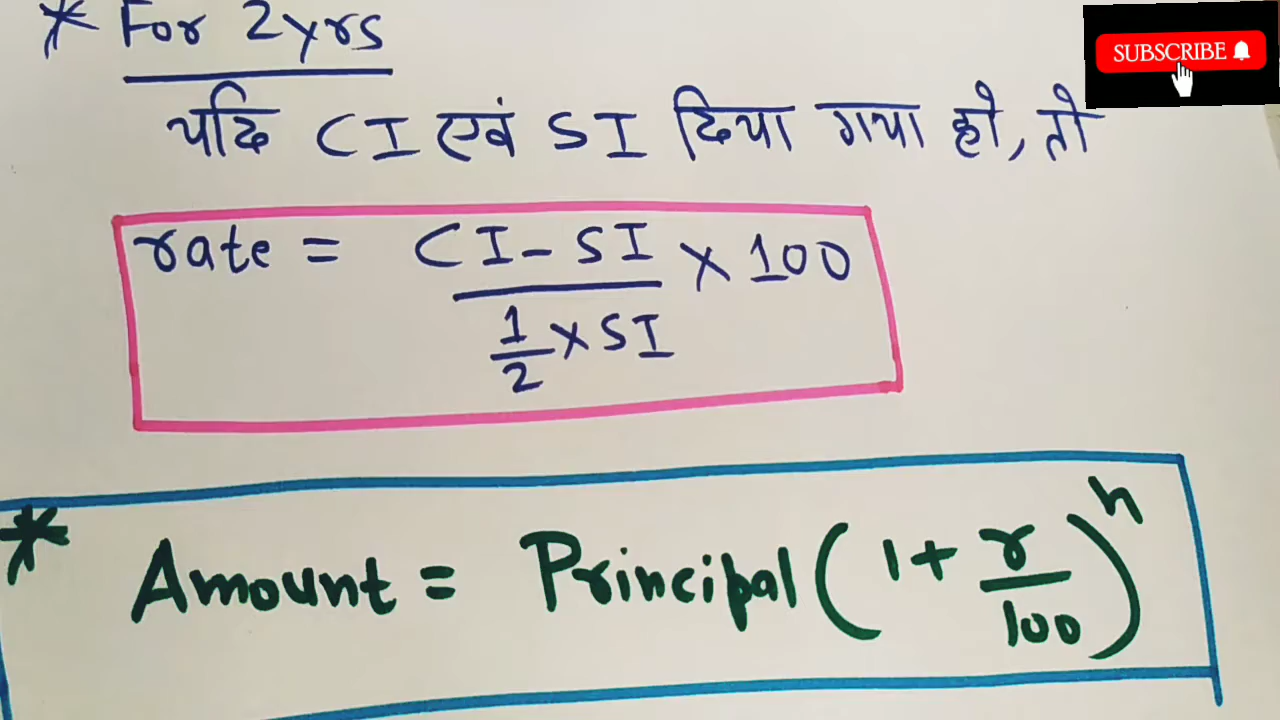 * For 2yrs
SUBSCRIBE
यदि CI एवं SI दिया गया हो, तो
rate = CI - SI / 1/2 × SI × 100
* Amount = Principal (1 + r/100)^n